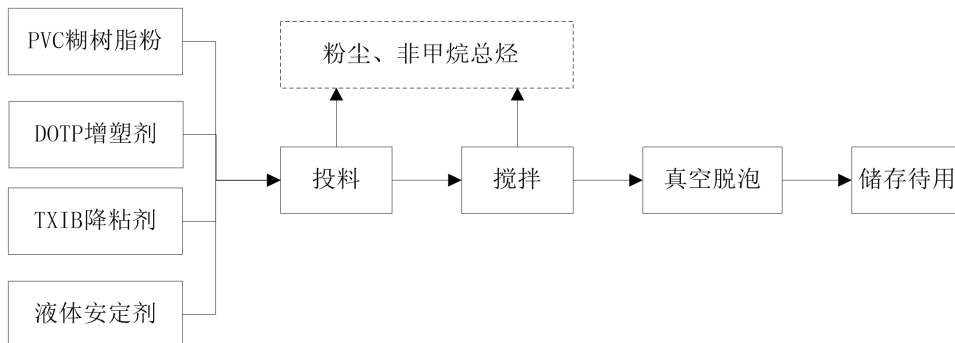 PVC糊树脂粉
DOTP增塑剂
TXIB降粘剂
液体安定剂
粉尘、非甲烷总烃
投料
搅拌
真空脱泡
储存待用